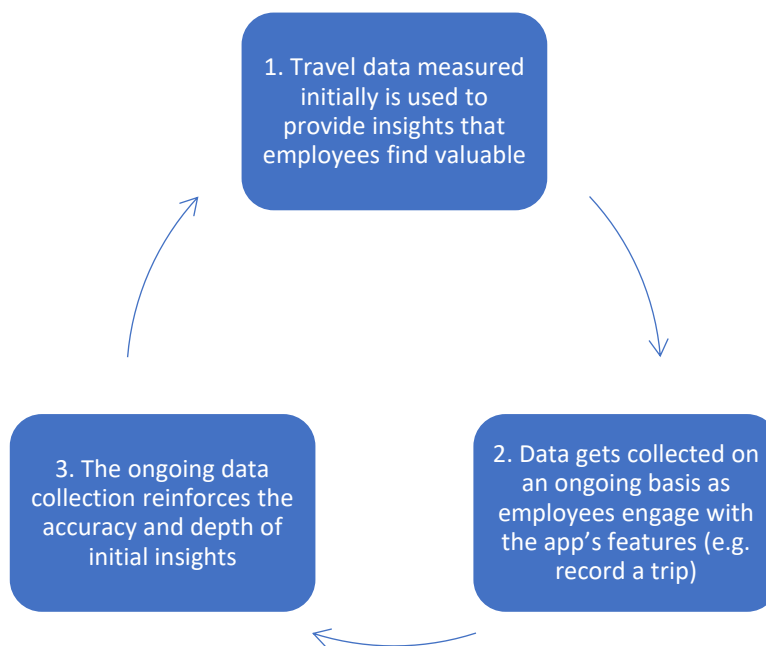 1. Travel data measured
initially is used to
provide insights that
employees find valuable
2. Data gets collected on
an ongoing basis as
employees engage with
the app’s features (e.g.
record a trip)
3. The ongoing data
collection reinforces the
accuracy and depth of
initial insights